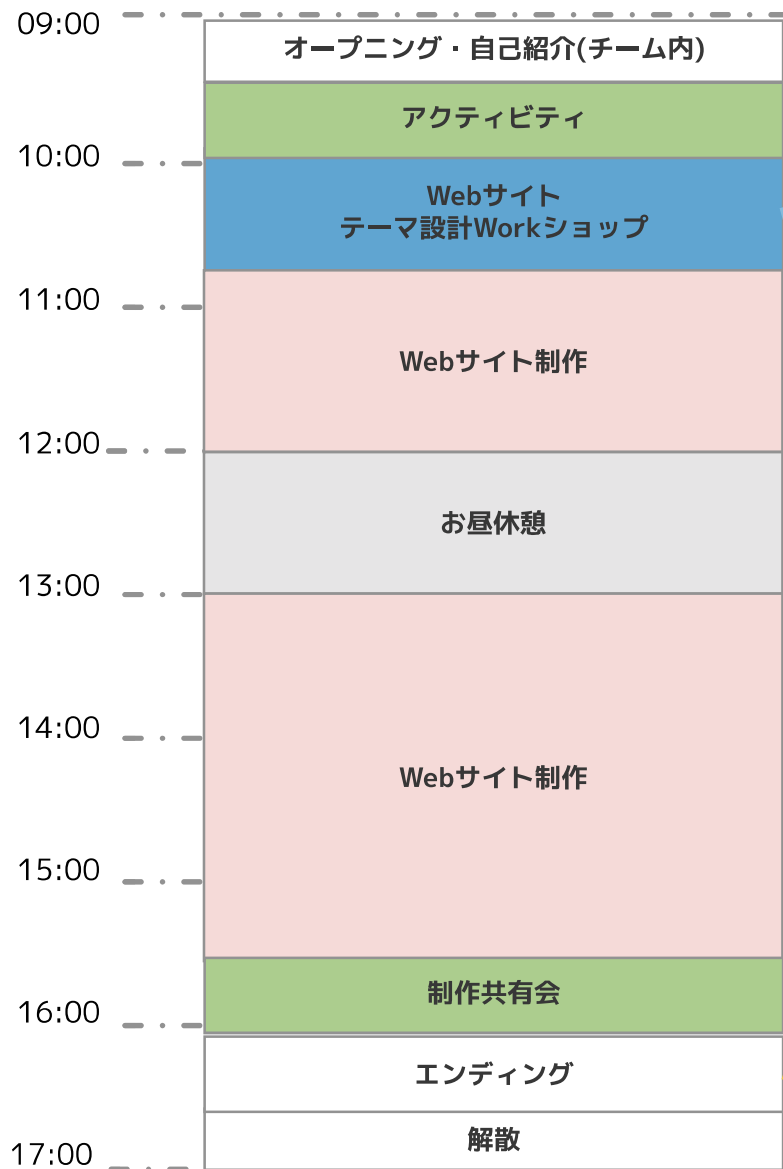 09:00
オープニング・自己紹介(チーム内)
アクティビティ
10:00
Webサイト
テーマ設計Workショップ
11:00
Webサイト制作
12:00
お昼休憩
13:00
14:00
Webサイト制作
15:00
制作共有会
16:00
エンディング
解散
17:00